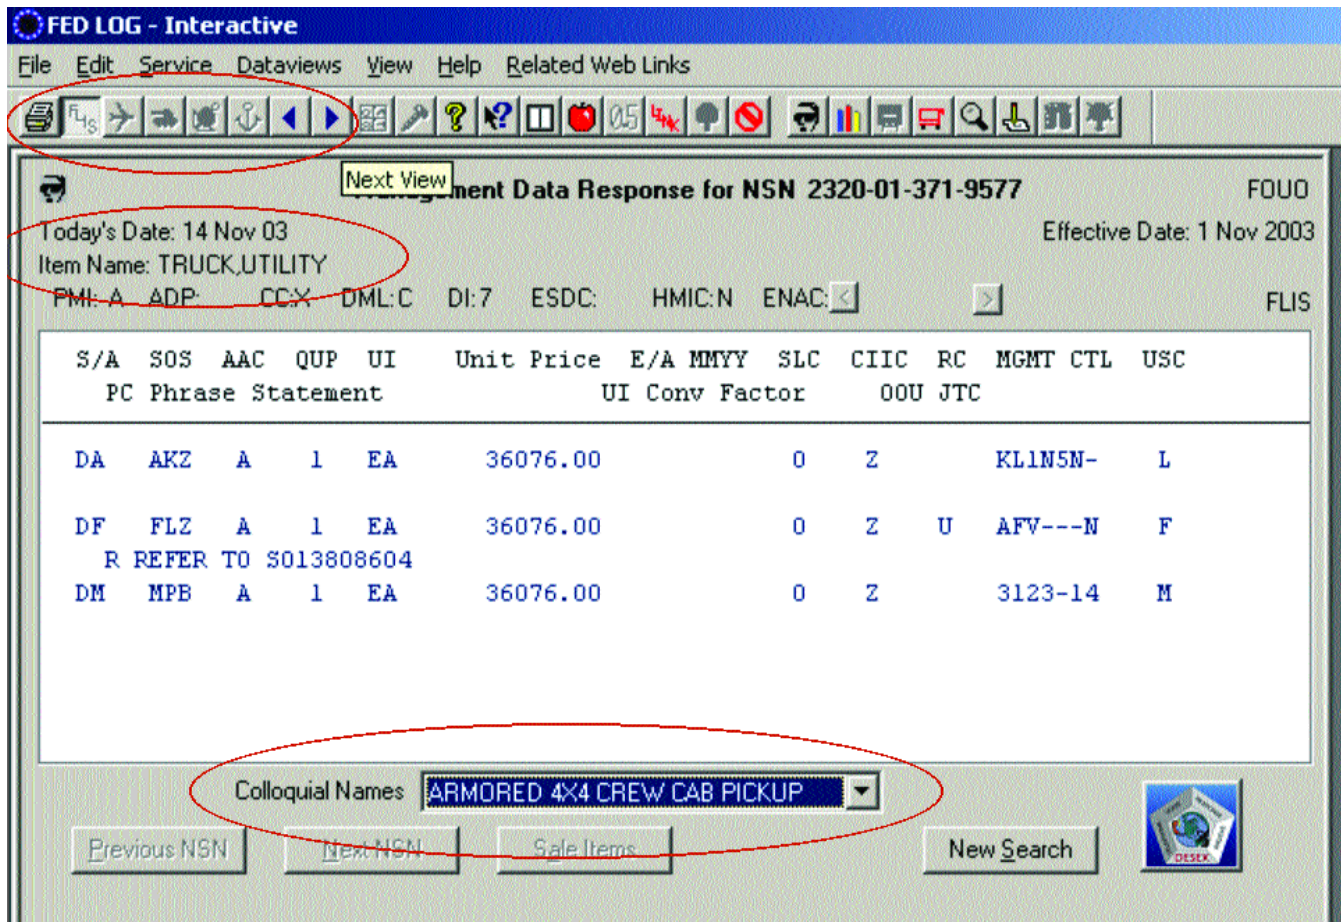 FED LOG - Interactive
File Edit Service Dataviews View Help Related Web Links
FLIS
Next View
Management Data Response for NSN 2320-01-371-9577 FOUO
Today's Date: 14 Nov 03 Effective Date: 1 Nov 2003
Item Name: TRUCK,UTILITY
PMI: A ADP: CC:X DML:C DI:7 ESDC: HMIC:N ENAC: < > FLIS
S/A SOS AAC QUP UI Unit Price E/A MMYY SLC CIIC RC MGMT CTL USC
PC Phrase Statement UI Conv Factor OOU JTC
DA AKZ A 1 EA 36076.00 0 Z KL1N5N- L
DF FLZ A 1 EA 36076.00 0 Z U AFV---N F
R REFER TO S013808604
DM MPB A 1 EA 36076.00 0 Z 3123-14 M
Colloquial Names ARMORED 4X4 CREW CAB PICKUP
Previous NSN Next NSN Sale Items New Search
DESEX